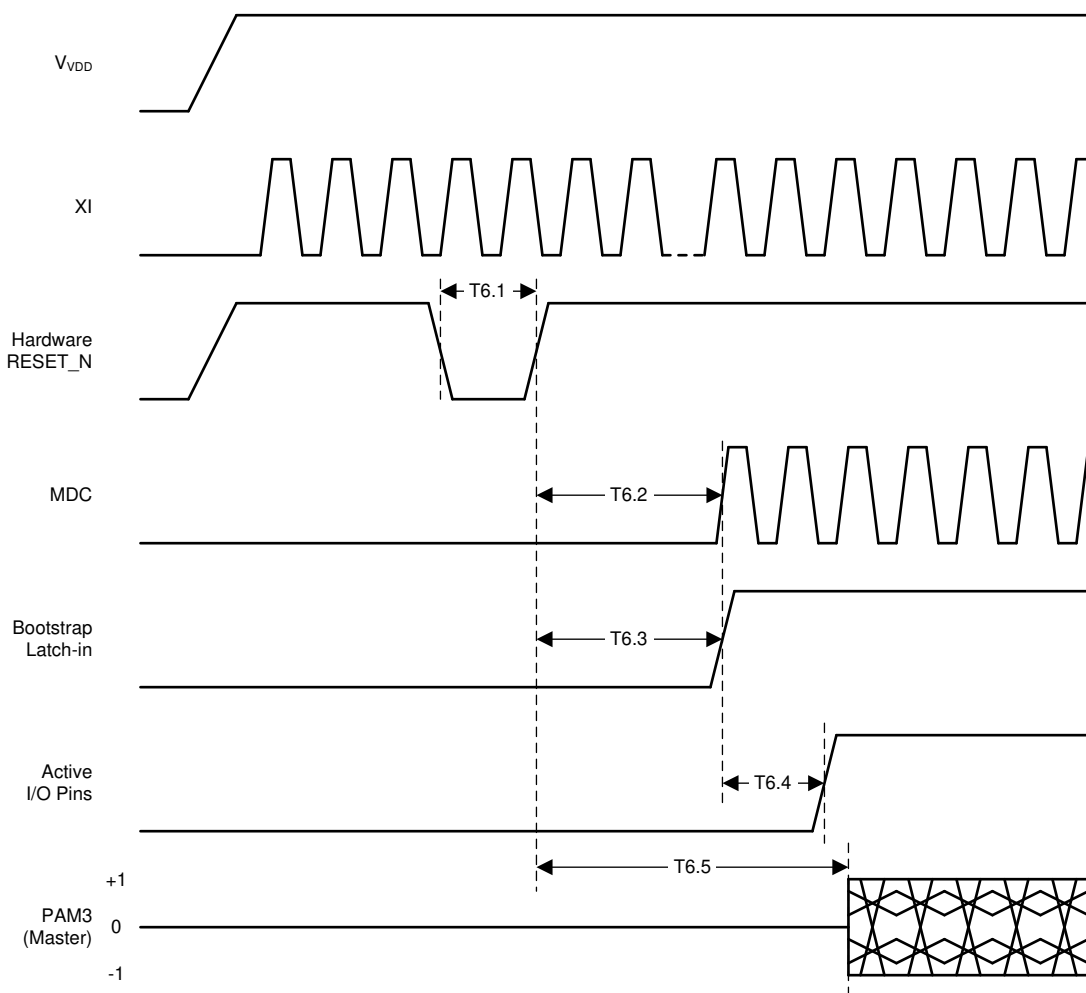 VVDD
XI
T6.1
Hardware
RESET_N
MDC
T6.2
Bootstrap
Latch-in
T6.3
Active
I/O Pins
T6.4
T6.5
+1
PAM3
(Master)
0
-1